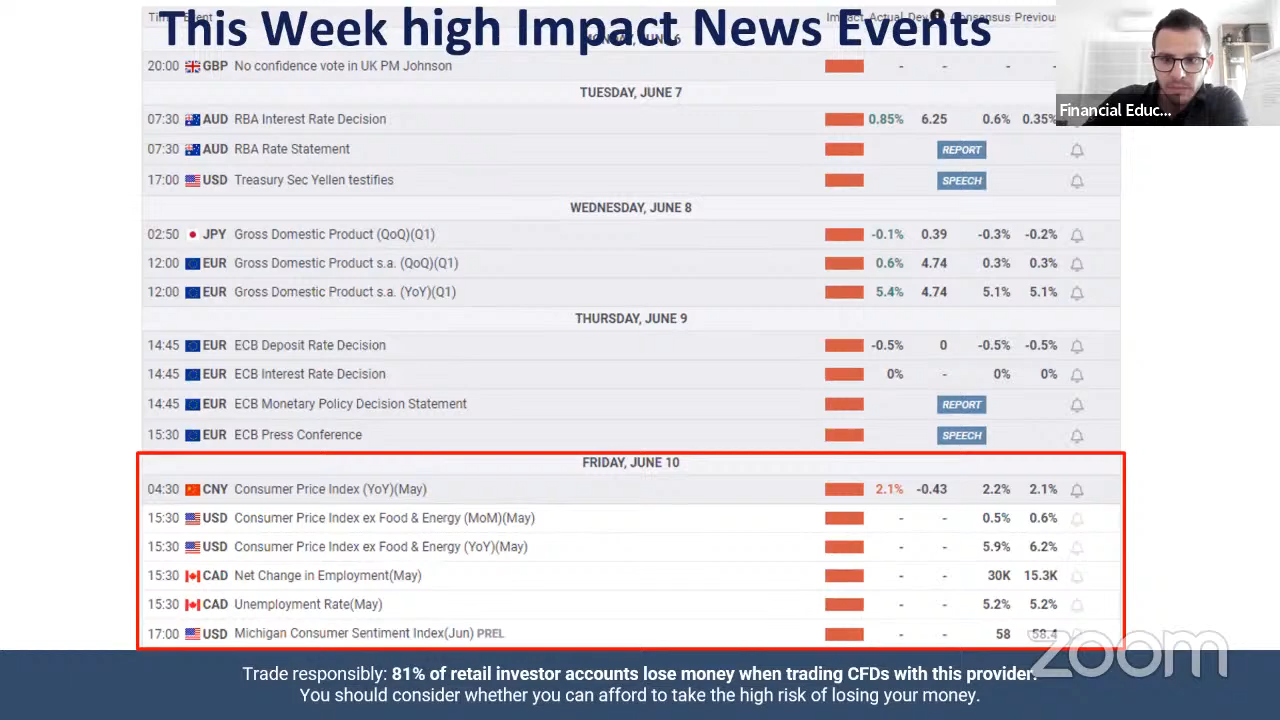 This Week high Impact News Events
Event Impact Actual Dev Consensus Previous
20:00 GBP No confidence vote in UK PM Johnson - - - -
TUESDAY, JUNE 7
07:30 AUD RBA Interest Rate Decision 0.85% 6.25 0.6% 0.35%
07:30 AUD RBA Rate Statement REPORT
17:00 USD Treasury Sec Yellen testifies SPEECH
WEDNESDAY, JUNE 8
02:50 JPY Gross Domestic Product (QoQ)(Q1) -0.1% 0.39 -0.3% -0.2%
12:00 EUR Gross Domestic Product s.a. (QoQ)(Q1) 0.6% 4.74 0.3% 0.3%
12:00 EUR Gross Domestic Product s.a. (YoY)(Q1) 5.4% 4.74 5.1% 5.1%
THURSDAY, JUNE 9
14:45 EUR ECB Deposit Rate Decision -0.5% 0 -0.5% -0.5%
14:45 EUR ECB Interest Rate Decision 0% - 0% 0%
14:45 EUR ECB Monetary Policy Decision Statement REPORT
15:30 EUR ECB Press Conference SPEECH
FRIDAY, JUNE 10
04:30 CNY Consumer Price Index (YoY)(May) 2.1% -0.43 2.2% 2.1%
15:30 USD Consumer Price Index ex Food & Energy (MoM)(May) - - 0.5% 0.6%
15:30 USD Consumer Price Index ex Food & Energy (YoY)(May) - - 5.9% 6.2%
15:30 CAD Net Change in Employment(May) - - 30K 15.3K
15:30 CAD Unemployment Rate(May) - - 5.2% 5.2%
17:00 USD Michigan Consumer Sentiment Index(Jun) PREL - - 58 58.4
Financial Educ...
zoom
Trade responsibly: 81% of retail investor accounts lose money when trading CFDs with this provider.
You should consider whether you can afford to take the high risk of losing your money.